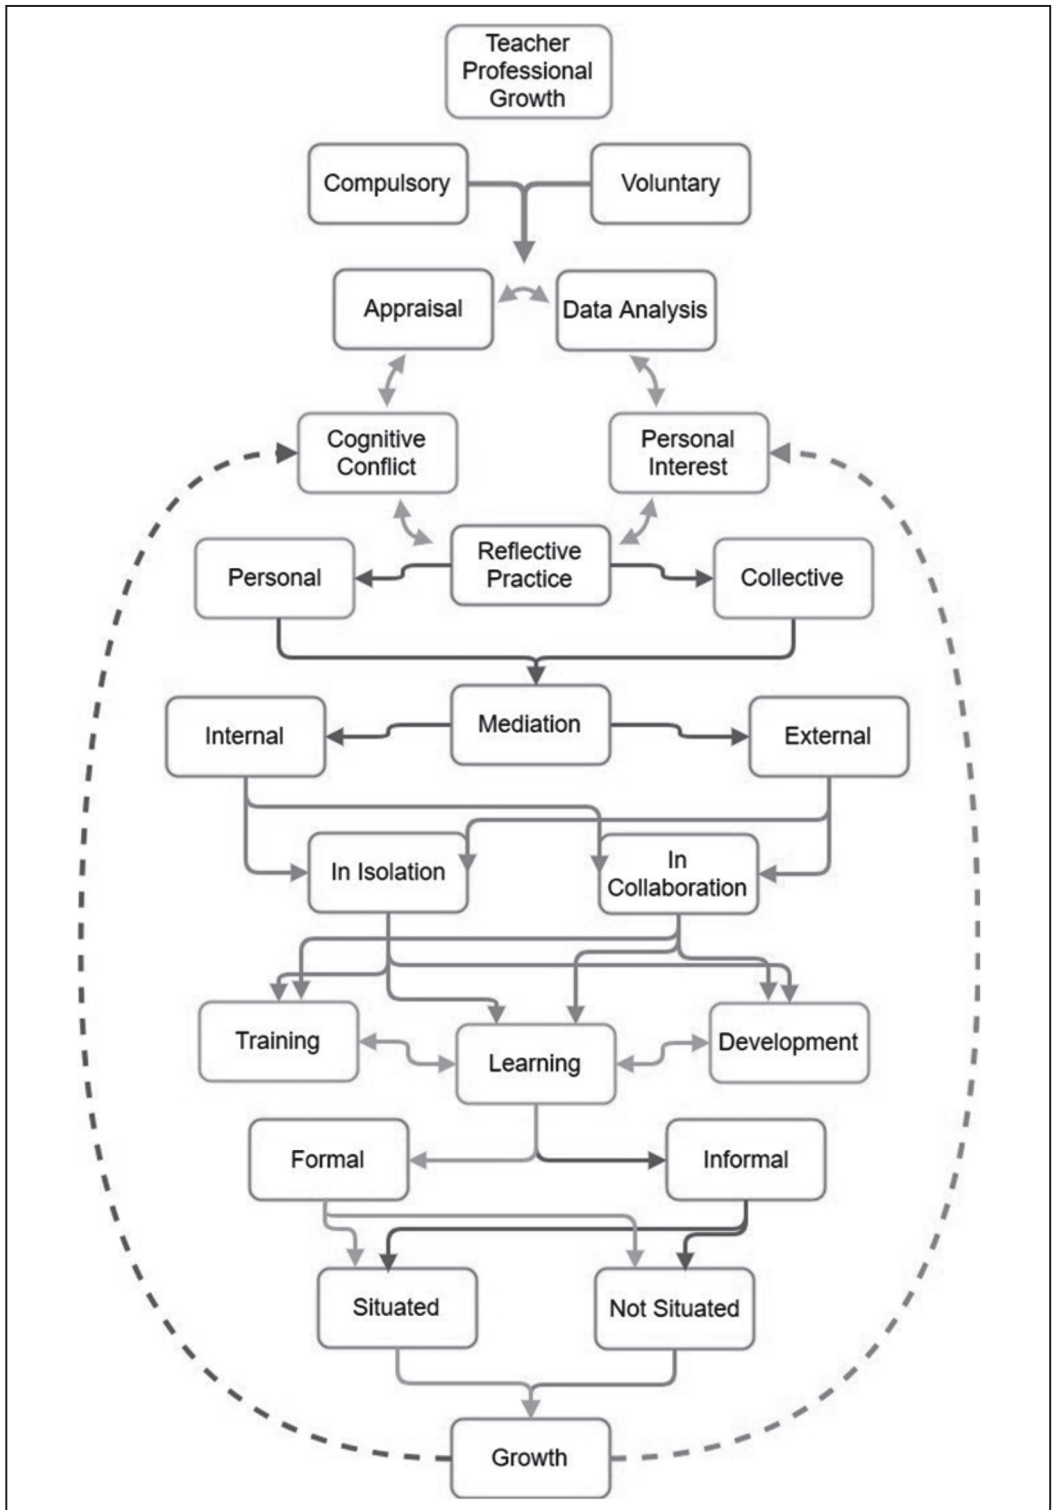 Teacher
Professional
Growth
Compulsory
Voluntary
Appraisal
Data Analysis
Cognitive
Conflict
Personal
Interest
Reflective
Practice
Personal
Collective
Mediation
Internal
External
In Isolation
In
Collaboration
Training
Learning
Development
Formal
Informal
Situated
Not Situated
Growth